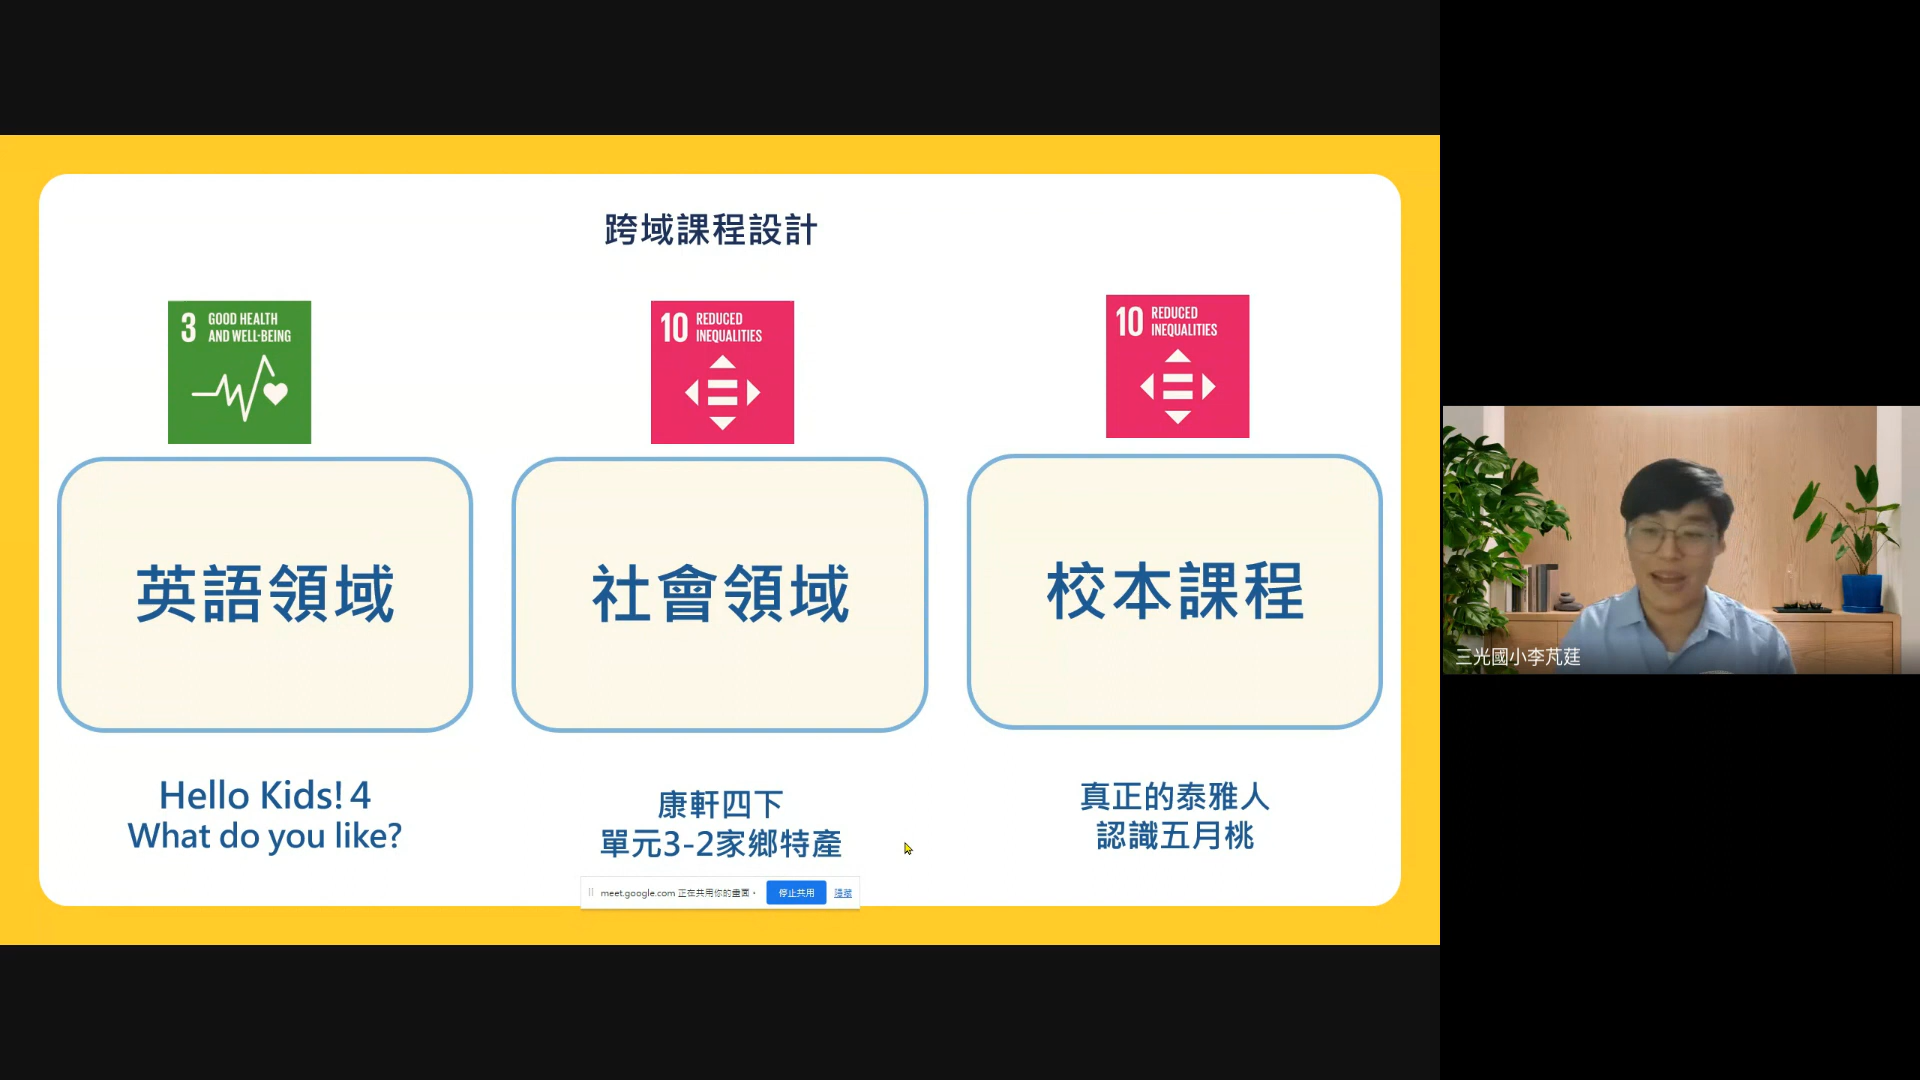 跨域課程設計
3 GOOD HEALTH
AND WELL-BEING
10 REDUCED
INEQUALITIES
10 REDUCED
INEQUALITIES
英語領域
社會領域
校本課程
Hello Kids! 4
What do you like?
康軒四下
單元3-2家鄉特產
真正的泰雅人
認識五月桃
meet.google.com 正在共用你的畫面。
停止共用
隱藏
三光國小李芃莛